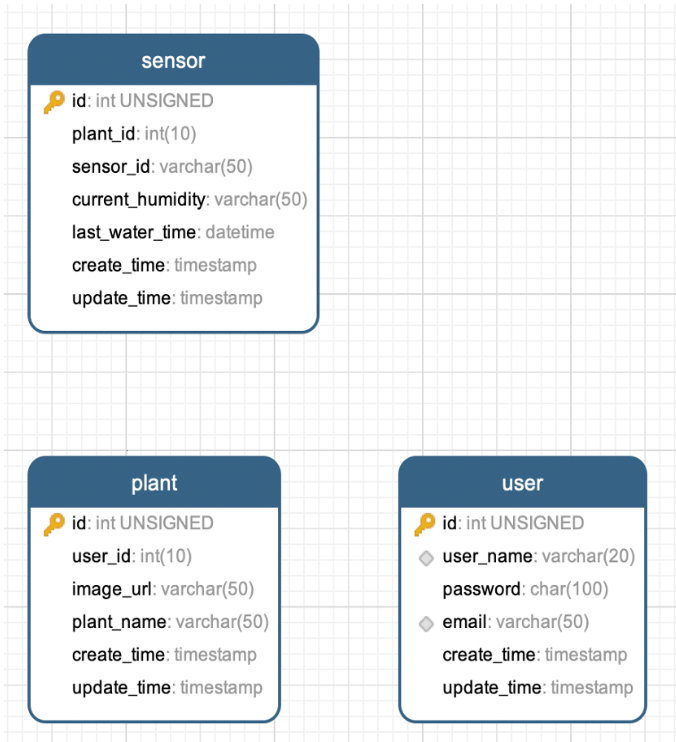 sensor
id: int UNSIGNED
plant_id: int(10)
sensor_id: varchar(50)
current_humidity: varchar(50)
last_water_time: datetime
create_time: timestamp
update_time: timestamp
plant
id: int UNSIGNED
user_id: int(10)
image_url: varchar(50)
plant_name: varchar(50)
create_time: timestamp
update_time: timestamp
user
id: int UNSIGNED
user_name: varchar(20)
password: char(100)
email: varchar(50)
create_time: timestamp
update_time: timestamp